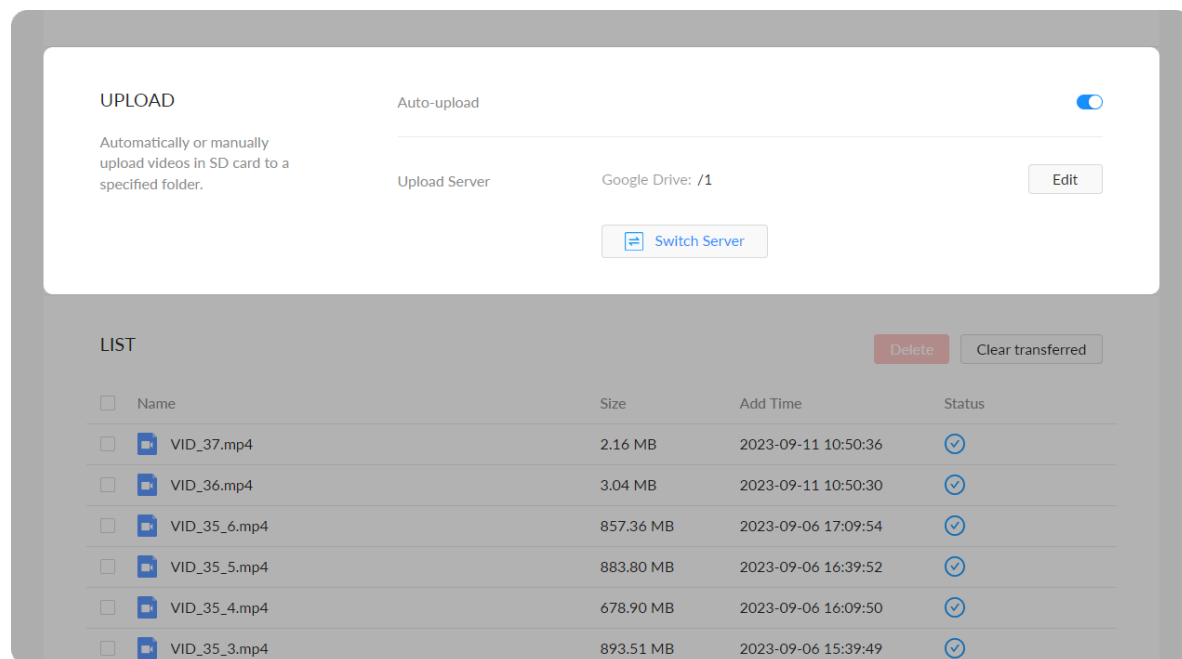 UPLOAD
Auto-upload
Automatically or manually
upload videos in SD card to a
specified folder.
Upload Server
Google Drive: /1
Edit
Switch Server
LIST
Delete
Clear transferred
Name Size Add Time Status
VID_37.mp4 2.16 MB 2023-09-11 10:50:36
VID_36.mp4 3.04 MB 2023-09-11 10:50:30
VID_35_6.mp4 857.36 MB 2023-09-06 17:09:54
VID_35_5.mp4 883.80 MB 2023-09-06 16:39:52
VID_35_4.mp4 678.90 MB 2023-09-06 16:09:50
VID_35_3.mp4 893.51 MB 2023-09-06 15:39:49